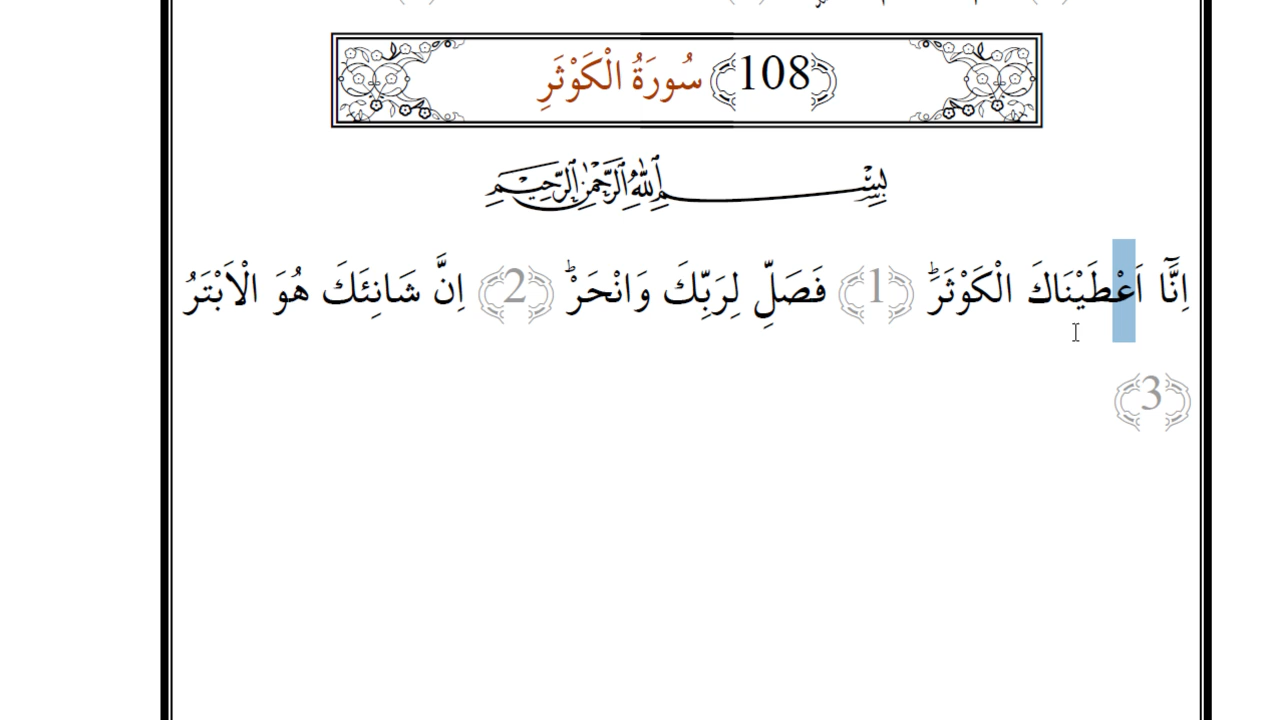 ﴿108﴾ سُورَةُ الْكَوْثَرِ
بِسْمِ اللّٰهِ الرَّحْمٰنِ الرَّحِيمِ
اِنَّٓا اَعْطَيْنَاكَ الْكَوْثَرَۜ ﴿1﴾ فَصَلِّ لِرَبِّكَ وَانْحَرْۜ ﴿2﴾ اِنَّ شَانِئَكَ هُوَ الْاَبْتَرُ
﴿3﴾